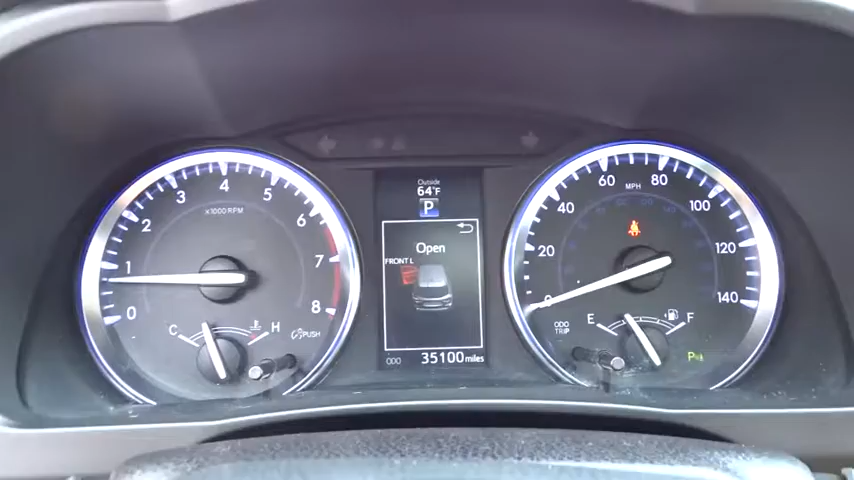 Outside
64°F
P
Open
FRONT L
ODO 35100 miles
0 1 2 3 4 5 6 7 8
x1000 RPM
C H
PUSH
0 20 40 60 80 100 120 140
MPH
ODO
TRIP
E F
P